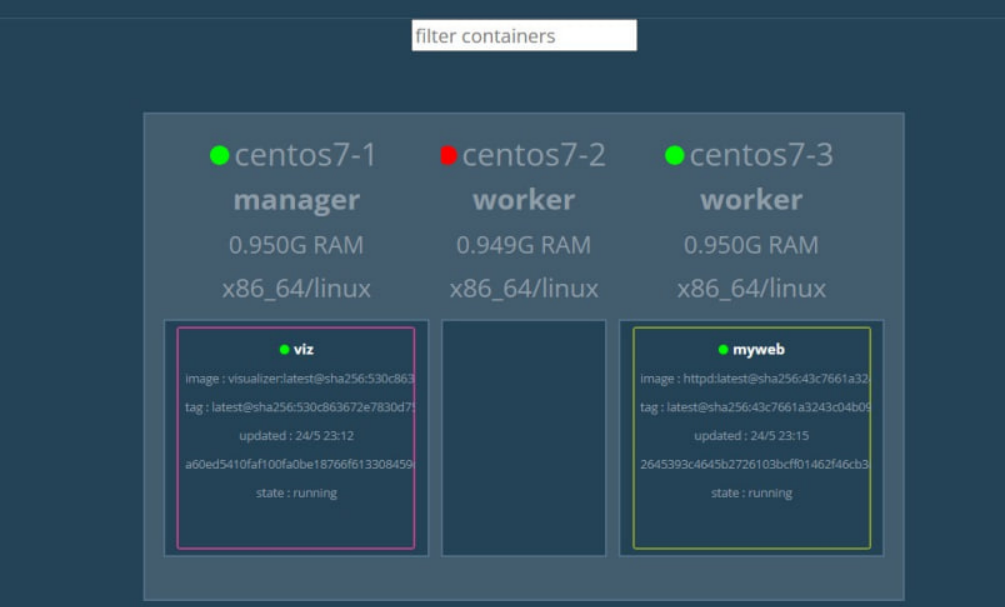 filter containers
centos7-1
manager
0.950G RAM
x86_64/linux
centos7-2
worker
0.949G RAM
x86_64/linux
centos7-3
worker
0.950G RAM
x86_64/linux
viz
image : visualizer:latest@sha256:530c863
tag : latest@sha256:530c863672e7830d75
updated : 24/5 23:12
a60ed5410faf100fa0be18766f613308459
state : running
myweb
image : httpd:latest@sha256:43c7661a32
tag : latest@sha256:43c7661a3243c04b09
updated : 24/5 23:15
2645393c4645b2726103bcff01462f46cb3
state : running